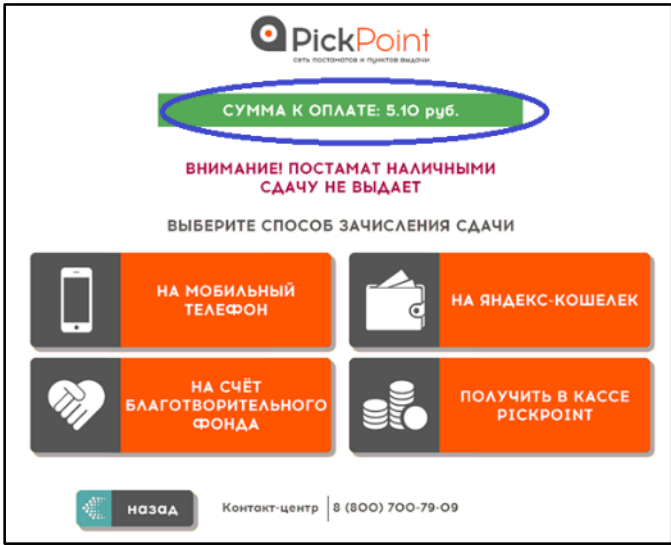 PickPoint
сеть постаматов и пунктов выдачи
СУММА К ОПЛАТЕ: 5.10 руб.
ВНИМАНИЕ! ПОСТАМАТ НАЛИЧНЫМИ
СДАЧУ НЕ ВЫДАЕТ
ВЫБЕРИТЕ СПОСОБ ЗАЧИСЛЕНИЯ СДАЧИ
НА МОБИЛЬНЫЙ
ТЕЛЕФОН
НА ЯНДЕКС-КОШЕЛЕК
НА СЧЁТ
БЛАГОТВОРИТЕЛЬНОГО
ФОНДА
ПОЛУЧИТЬ В КАССЕ
PICKPOINT
назад
Контакт-центр 8 (800) 700-79-09